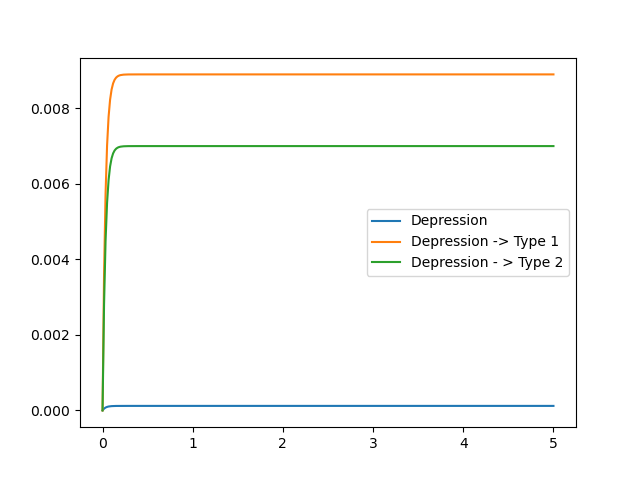 0.008
0.006
0.004
0.002
0.000
0 1 2 3 4 5
Depression
Depression -> Type 1
Depression - > Type 2